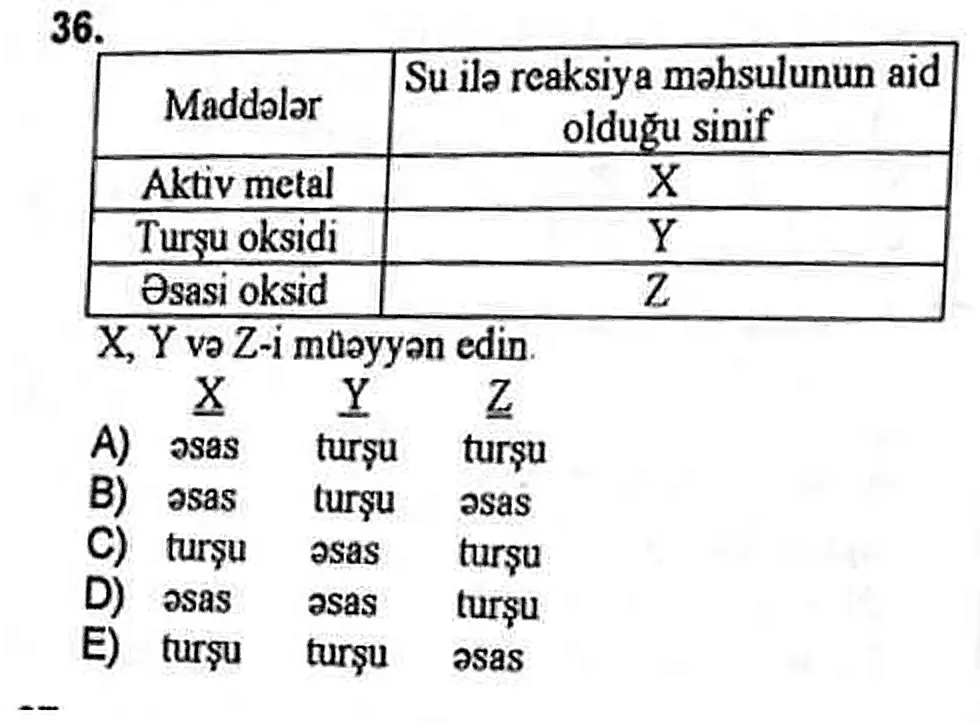 36.
Maddələr
Su ilə reaksiya məhsulunun aid
olduğu sinif
Aktiv metal X
Turşu oksidi Y
Əsasi oksid Z
X, Y və Z-i müəyyən edin.
X Y Z
A) əsas turşu turşu
B) əsas turşu əsas
C) turşu əsas turşu
D) əsas əsas turşu
E) turşu turşu əsas